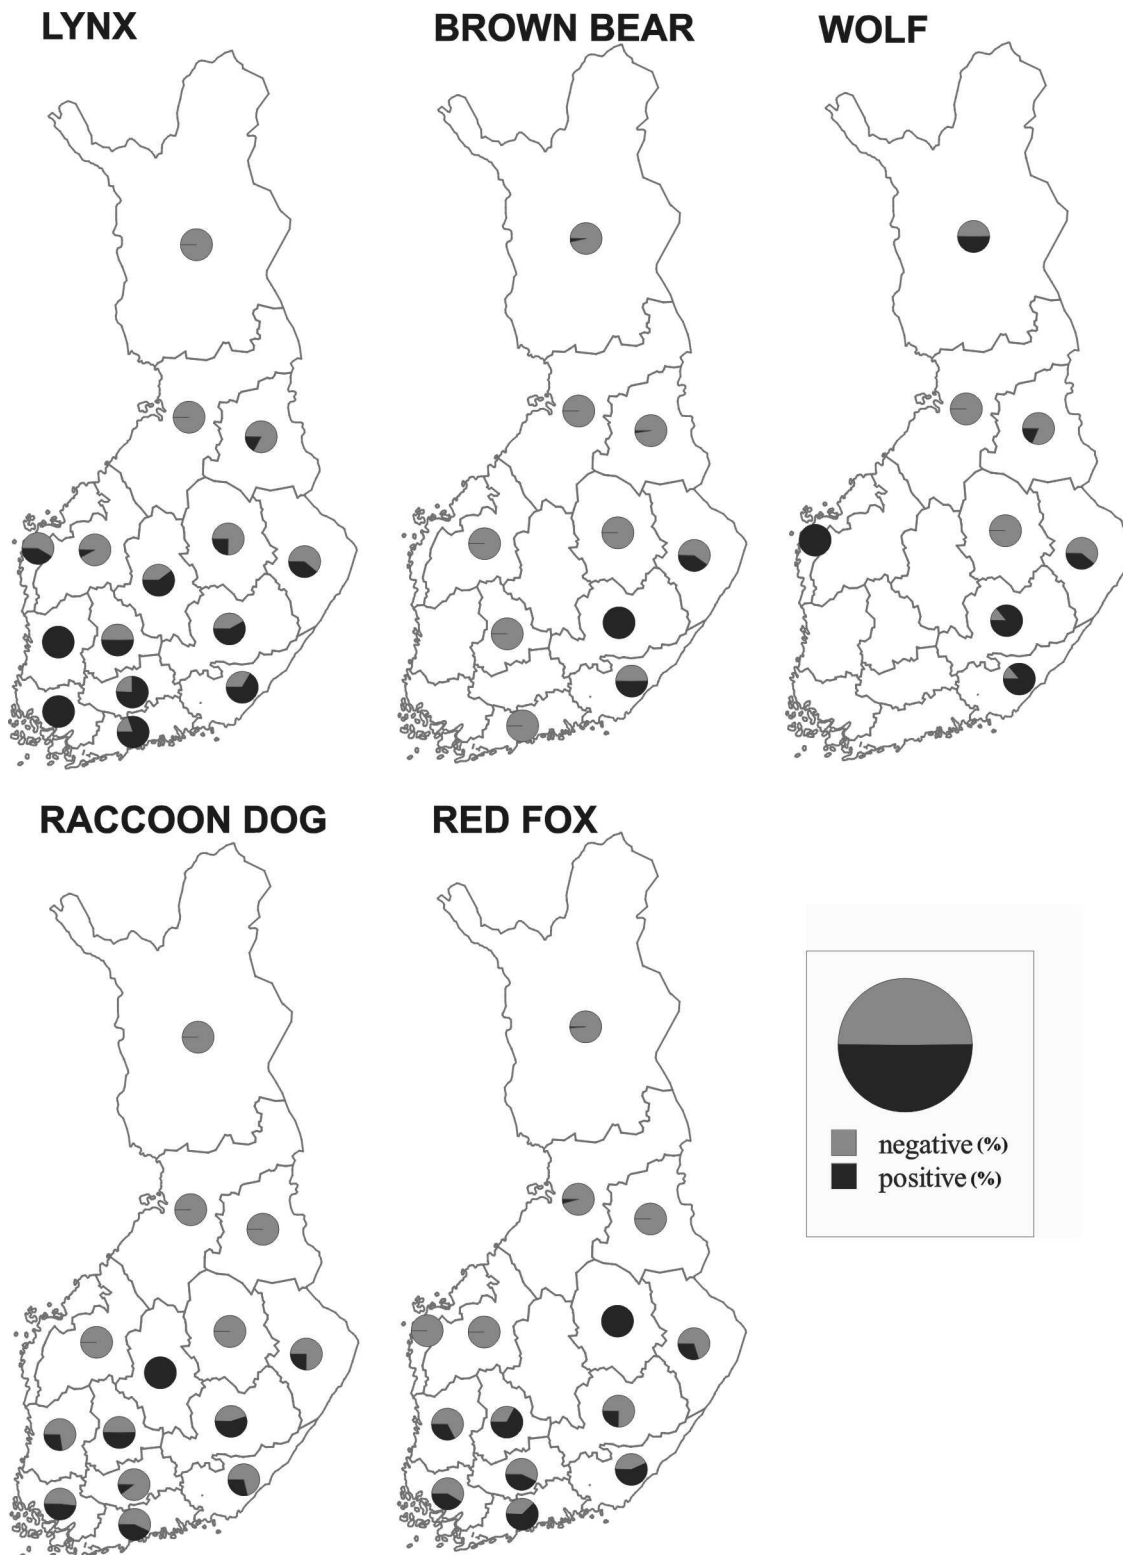 LYNX
BROWN BEAR
WOLF
RACCOON DOG
RED FOX
negative (%)
positive (%)